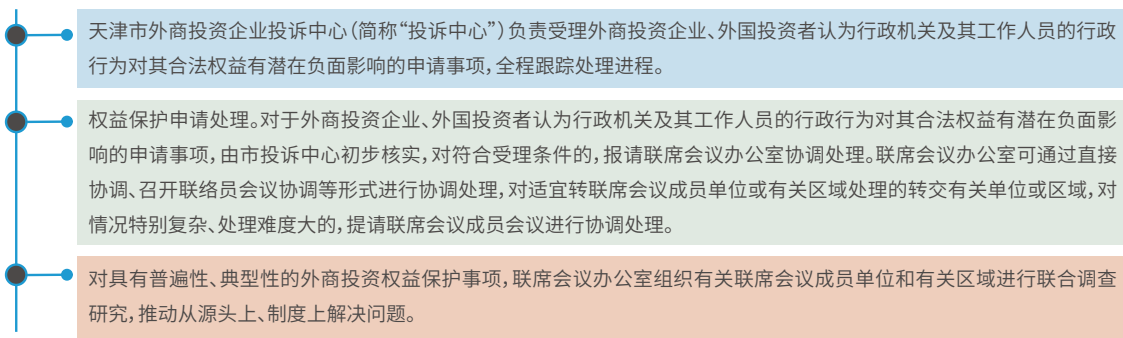 天津市外商投资企业投诉中心（简称“投诉中心”）负责受理外商投资企业、外国投资者认为行政机关及其工作人员的行政
行为对其合法权益有潜在负面影响的申请事项，全程跟踪处理进程。
权益保护申请处理。对于外商投资企业、外国投资者认为行政机关及其工作人员的行政行为对其合法权益有潜在负面影
响的申请事项，由市投诉中心初步核实，对符合受理条件的，报请联席会议办公室协调处理。联席会议办公室可通过直接
协调、召开联络员会议协调等形式进行协调处理，对适宜转联席会议成员单位或有关区域处理的转交有关单位或区域，对
情况特别复杂、处理难度大的，提请联席会议成员会议进行协调处理。
对具有普遍性、典型性的外商投资权益保护事项，联席会议办公室组织有关联席会议成员单位和有关区域进行联合调查
研究，推动从源头上、制度上解决问题。